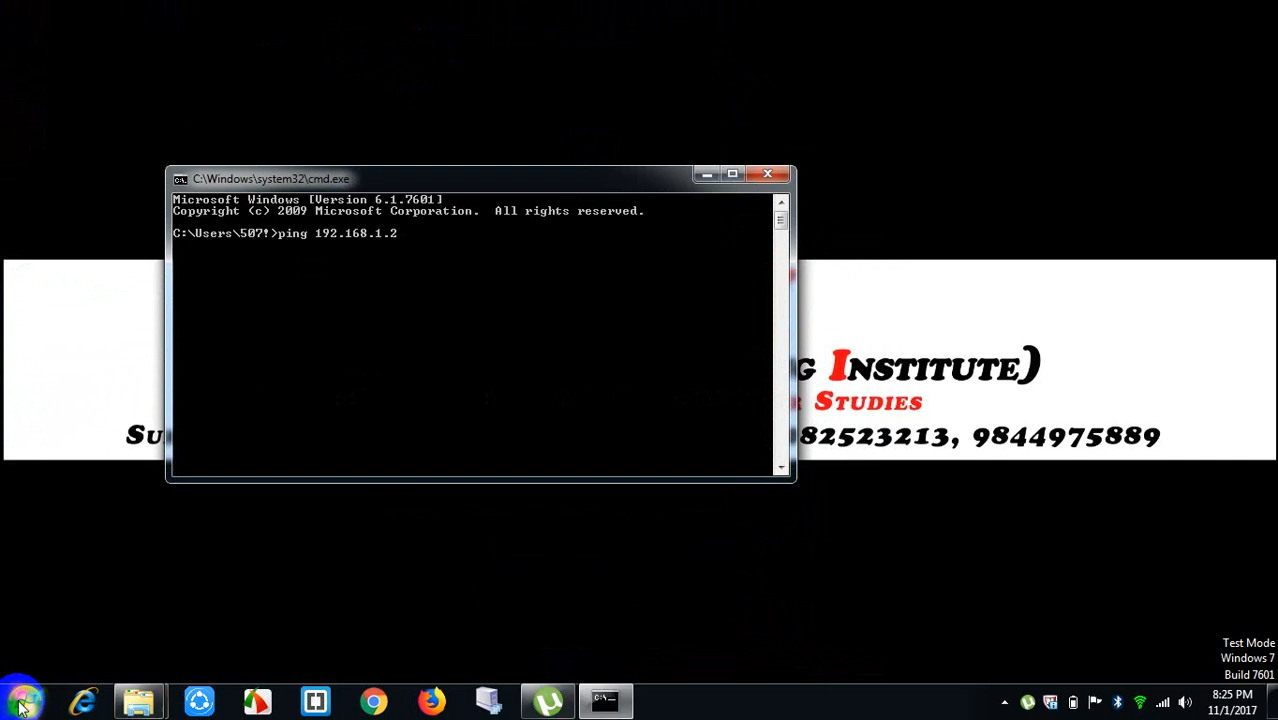 C:\Windows\system32\cmd.exe
Microsoft Windows [Version 6.1.7601]
Copyright (c) 2009 Microsoft Corporation.  All rights reserved.
C:\Users\507!>ping 192.168.1.2
G INSTITUTE)
STUDIES
82523213, 9844975889
Test Mode
Windows 7
Build 7601
8:25 PM
11/1/2017